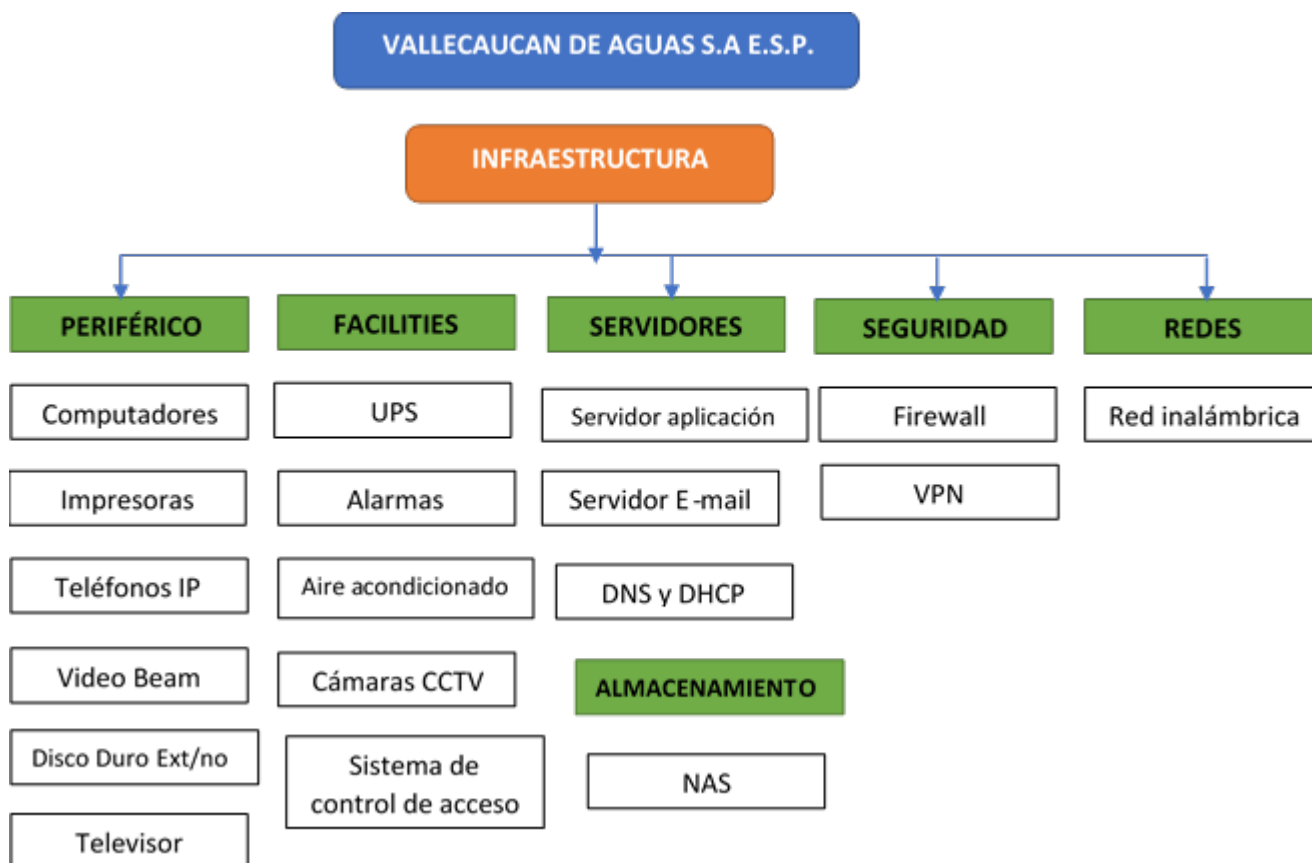 VALLECAUCAN DE AGUAS S.A E.S.P.
INFRAESTRUCTURA
PERIFÉRICO
Computadores
Impresoras
Teléfonos IP
Video Beam
Disco Duro Ext/no
Televisor
FACILITIES
UPS
Alarmas
Aire acondicionado
Cámaras CCTV
Sistema de
control de acceso
SERVIDORES
Servidor aplicación
Servidor E-mail
DNS y DHCP
ALMACENAMIENTO
NAS
SEGURIDAD
Firewall
VPN
REDES
Red inalámbrica